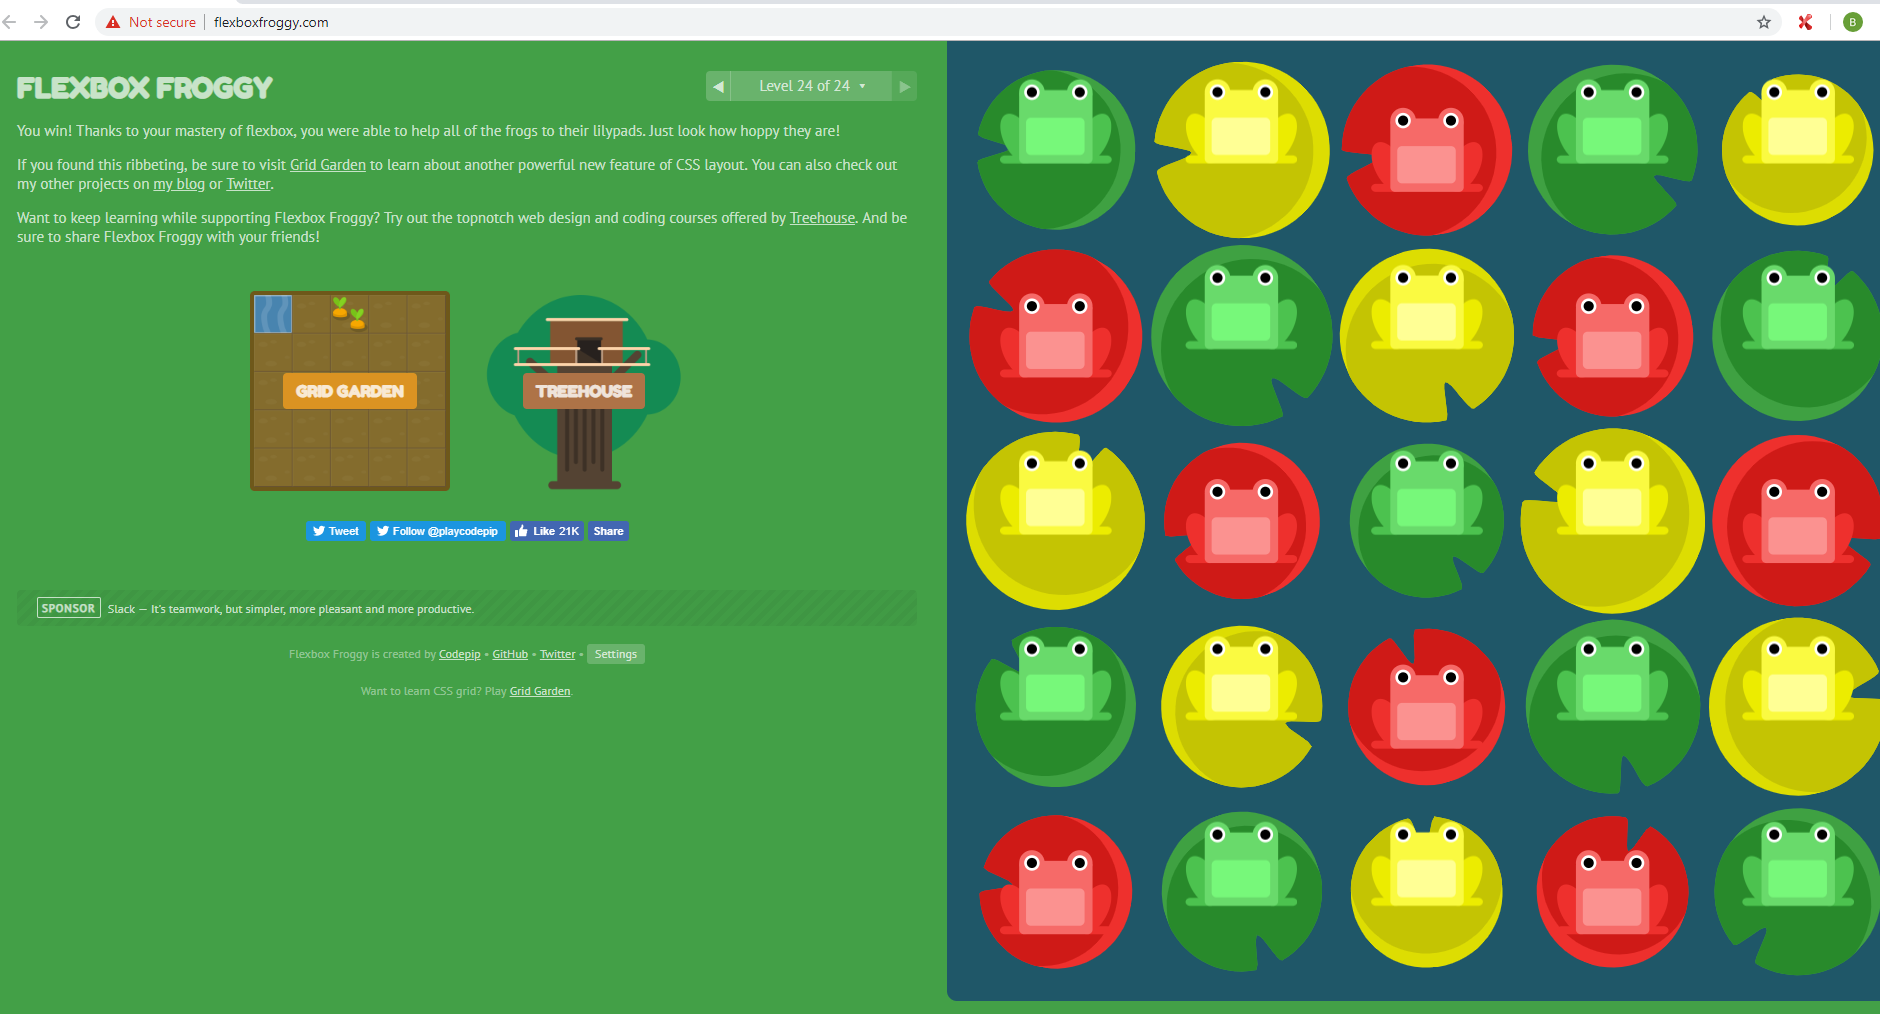 Not secure
flexboxfroggy.com
B
FLEXBOX FROGGY
Level 24 of 24
You win! Thanks to your mastery of flexbox, you were able to help all of the frogs to their lilypads. Just look how hoppy they are!
If you found this ribbeting, be sure to visit Grid Garden to learn about another powerful new feature of CSS layout. You can also check out
my other projects on my blog or Twitter.
Want to keep learning while supporting Flexbox Froggy? Try out the topnotch web design and coding courses offered by Treehouse. And be
sure to share Flexbox Froggy with your friends!
GRID GARDEN
TREEHOUSE
Tweet
Follow @playcodepip
Like 21K
Share
SPONSOR Slack — It's teamwork, but simpler, more pleasant and more productive.
Flexbox Froggy is created by Codepip • GitHub • Twitter • Settings
Want to learn CSS grid? Play Grid Garden.